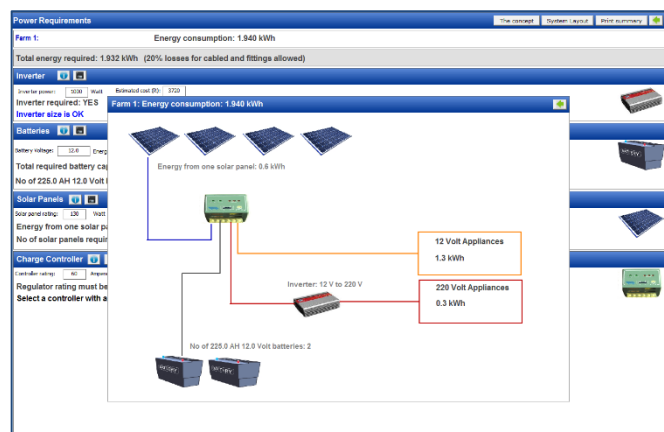 Power Requirements
The concept
System Layout
Print summary
Farm 1:
Energy consumption: 1.940 kWh
Total energy required: 1.932 kWh (20% losses for cabled and fittings allowed)
Inverter
Inverter power:
Watt
Estimated cost (R): 3720
Inverter required: YES
Inverter size is OK
Farm 1: Energy consumption: 1.940 kWh
Batteries
Battery voltage: 12.0
Energ
Total required battery cap
No of 225.0 AH 12.0 Volt
Solar Panels
Solar panel rating: 130 Watt
Energy from one solar pa
No of solar panels requir
Charge Controller
Controller rating: 60 Ampere
Regulator rating must be
Select a controller with a
Energy from one solar panel: 0.6 kWh
12 Volt Appliances
1.3 kWh
Inverter: 12 V to 220 V
220 Volt Appliances
0.3 kWh
No of 225.0 AH 12.0 Volt batteries: 2